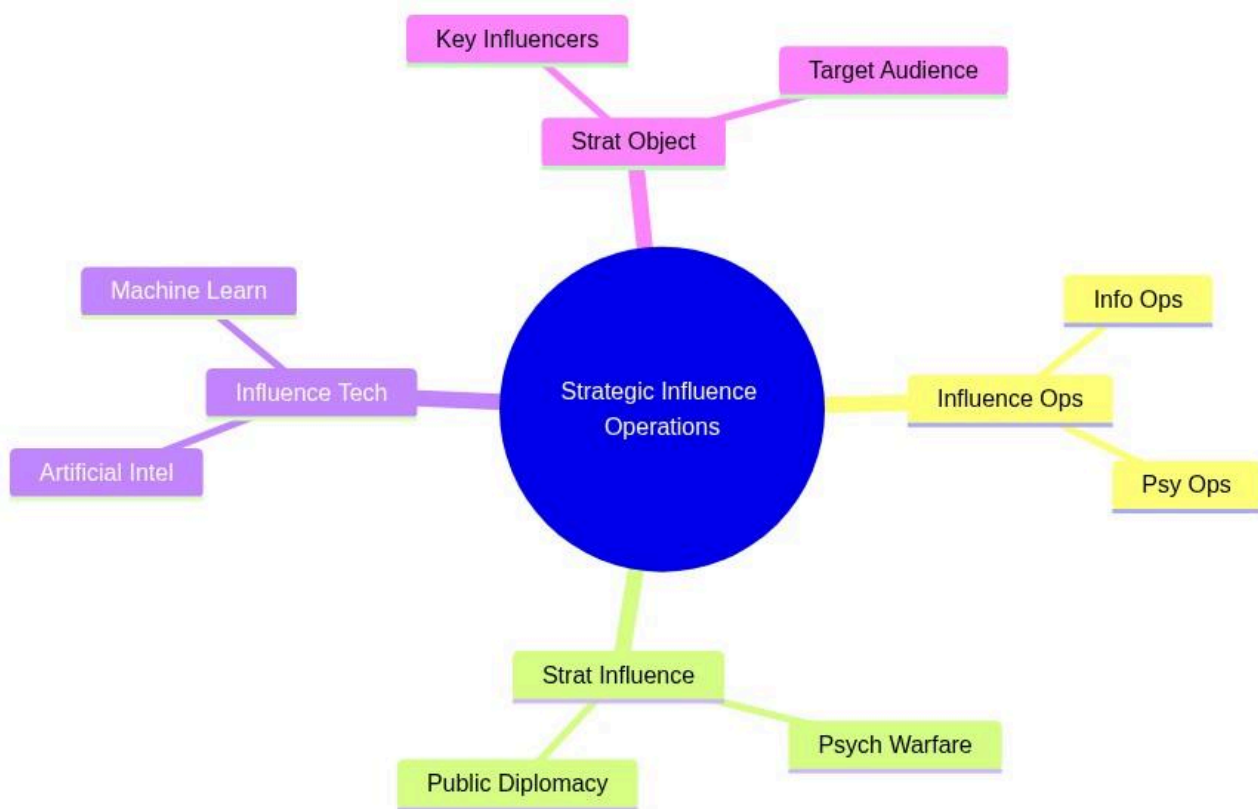 Key Influencers
Target Audience
Strat Object
Machine Learn
Info Ops
Influence Tech
Strategic Influence
Operations
Influence Ops
Artificial Intel
Psy Ops
Strat Influence
Psych Warfare
Public Diplomacy